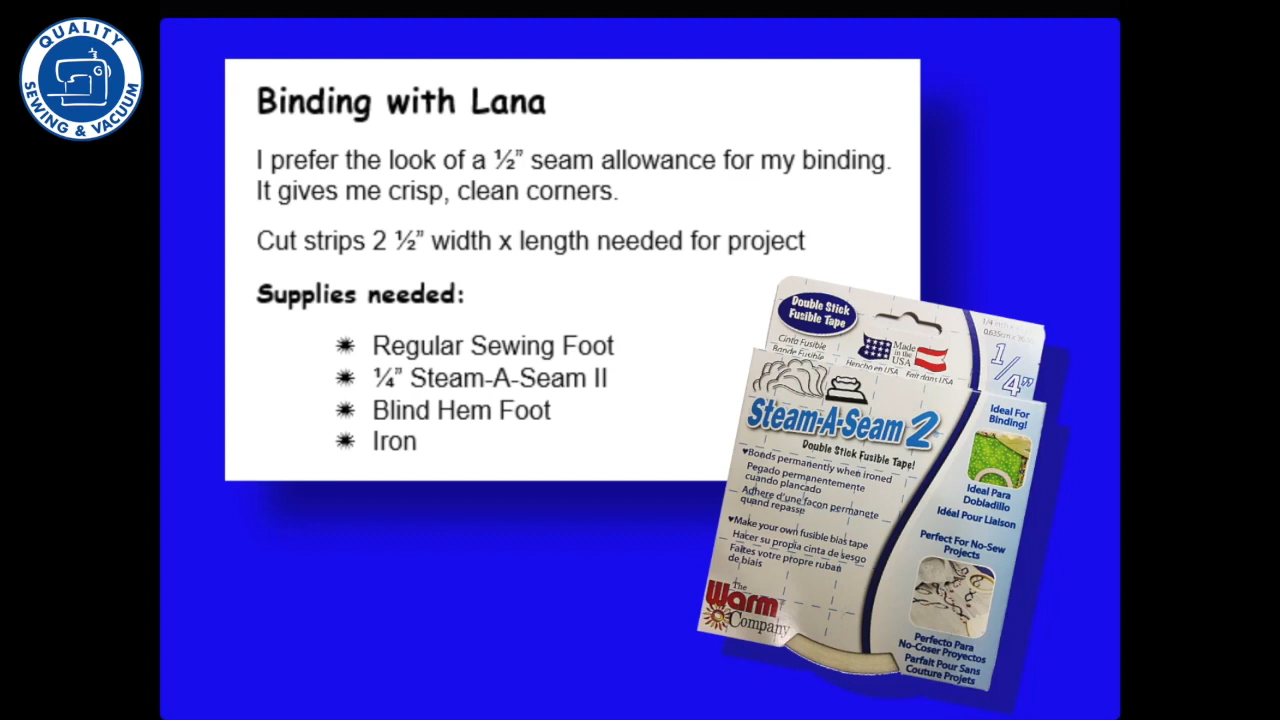 QUALITY
SEWING & VACUUM
G
Binding with Lana
I prefer the look of a ½” seam allowance for my binding.
It gives me crisp, clean corners.
Cut strips 2 ½” width x length needed for project
Supplies needed:
Regular Sewing Foot
¼” Steam-A-Seam II
Blind Hem Foot
Iron
Double Stick
Fusible Tape
Cinta Fusible
Bande Fusible
Made
in the
USA
Hecho en USA
Fait dans USA
1/4"
Steam-A-Seam 2
Double Stick Fusible Tape!
♥Bonds permanently when ironed
Pegado permanentemente
cuando plancado
Adhere d'une façon permanete
quand repasse
♥Make your own fusible bias tape
Hacer su propia cinta de sesgo
Faites votre propre ruban
de biais
The
Warm
Company
Ideal For
Binding!
Ideal Para
Dobladillo
Idéal Pour Liaison
Perfect For No-Sew
Projects
Perfecto Para
No-Coser Proyectos
Parfait Pour Sans
Couture Projets